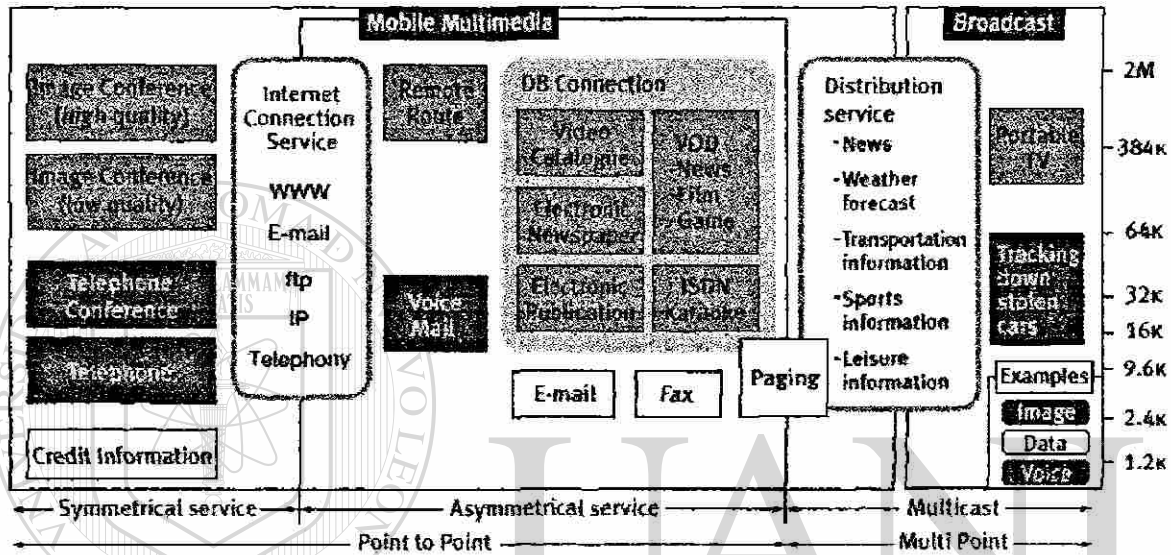 Mobile Multimedia
Broadcast
Image Conference
(high quality)
Image Conference
(low quality)
Telephone
Conference
Telephone
Credit Information
Internet
Connection
Service
WWW
E-mail
ftp
IP
Telephony
Remote
Route
Voice
Mail
DB Connection
Video
Catalogue
VOD
-News
-Film
-Game
Electronic
Newspaper
Electronic
Publication
ISDN
Karaoke
E-mail
Fax
Paging
Distribution
service
-News
-Weather
forecast
-Transportation
information
-Sports
information
-Leisure
information
Portable
TV
Tracking
down
stolen
cars
Examples
Image
Data
Voice
2M
384K
64K
32K
16K
9.6K
2.4K
1.2K
Symmetrical service
Asymmetrical service
Multicast
Point to Point
Multi Point